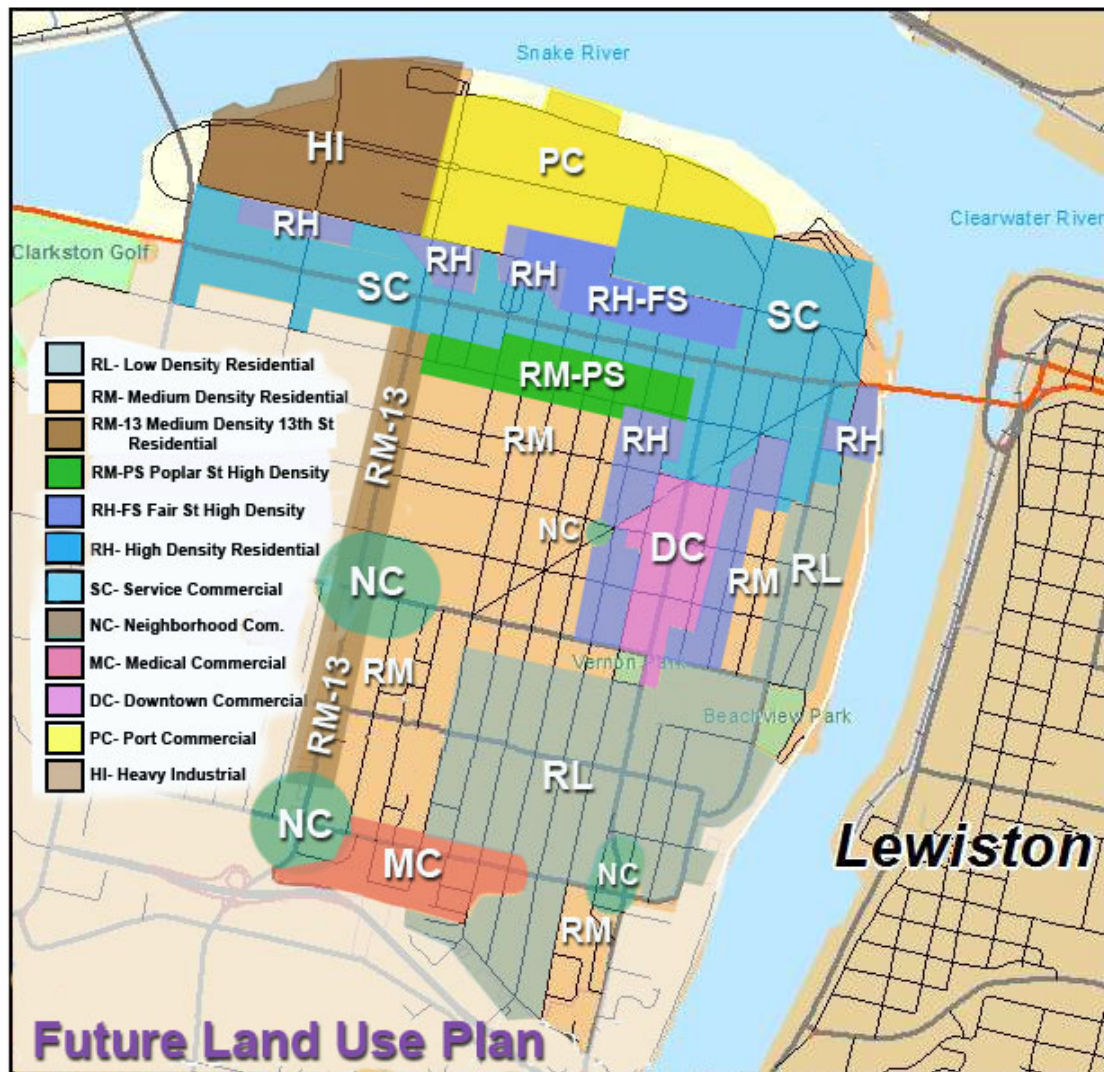 Snake River
HI
PC
Clearwater River
Clarkston Golf
RH
RH
RH
SC
RH-FS
SC
RL- Low Density Residential
RM- Medium Density Residential
RM-13 Medium Density 13th St
Residential
RM-PS Poplar St High Density
RH-FS Fair St High Density
RH- High Density Residential
SC- Service Commercial
NC- Neighborhood Com.
MC- Medical Commercial
DC- Downtown Commercial
PC- Port Commercial
HI- Heavy Industrial
RM-PS
RM-13
RM
RH
RH
NC
DC
NC
RM
RL
RM
Vernon Park
RM-13
Beachview Park
RL
NC
Lewiston
MC
NC
RM
Future Land Use Plan